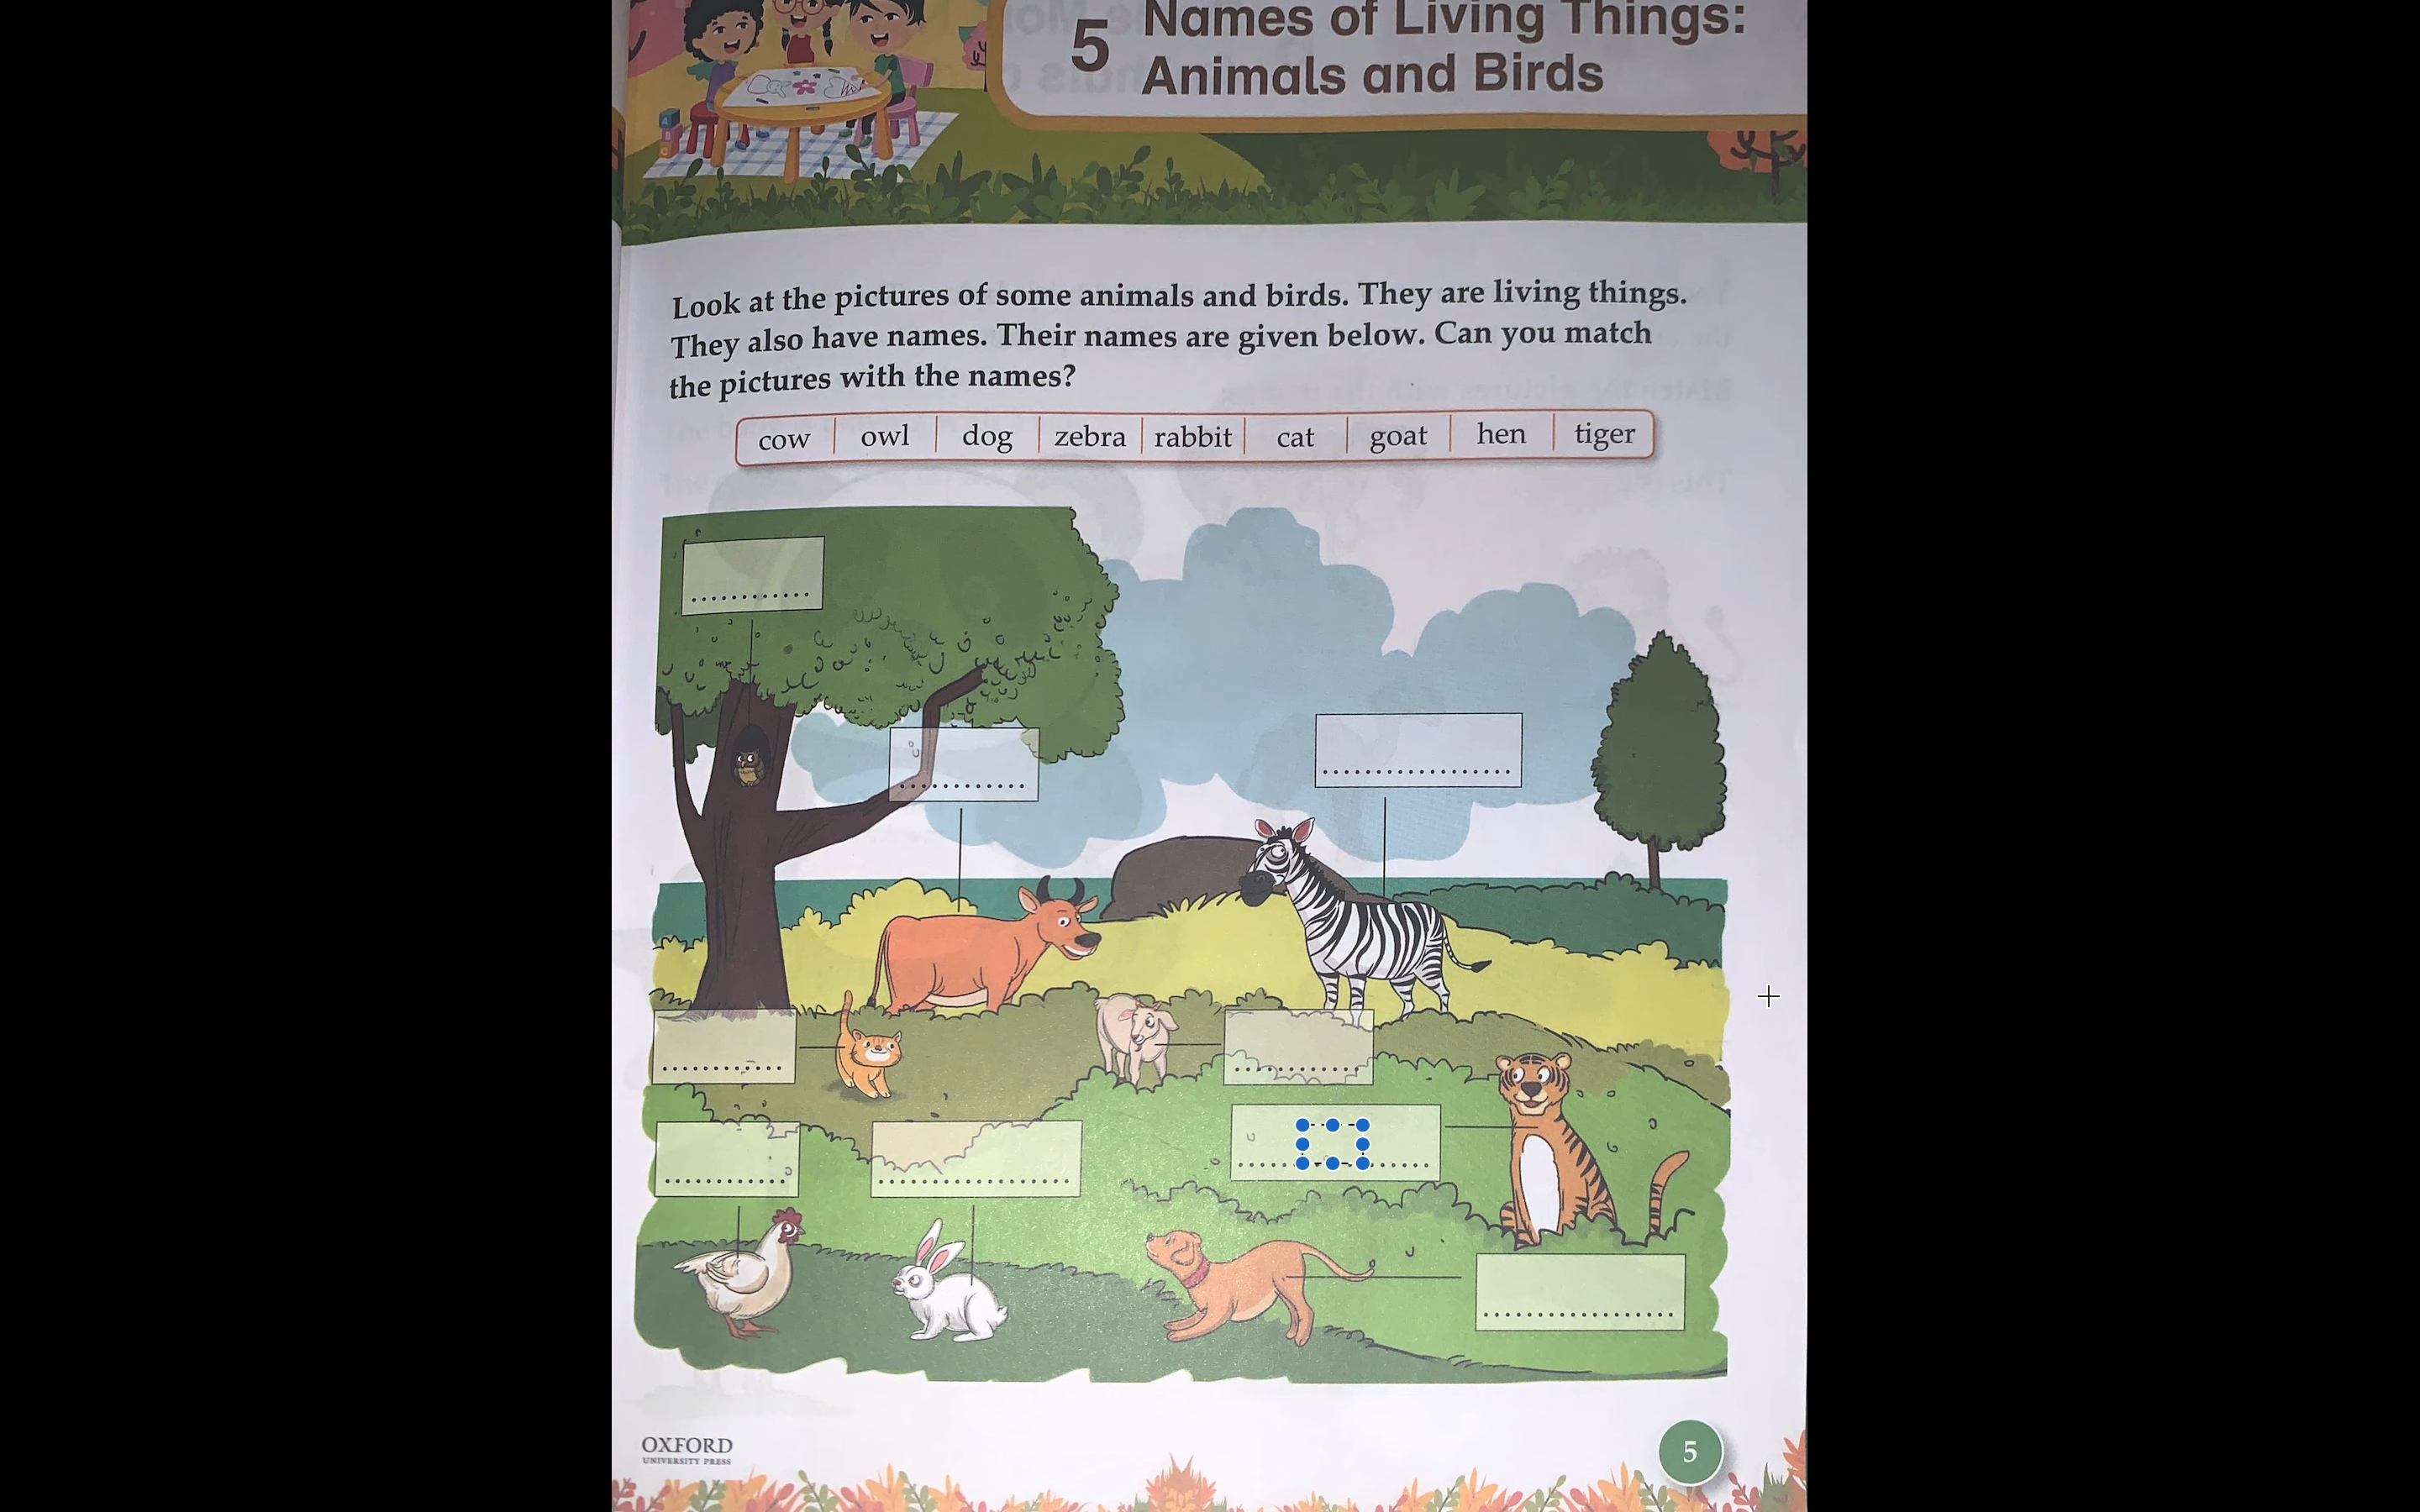 5 Names of Living Things:
Animals and Birds
Look at the pictures of some animals and birds. They are living things.
They also have names. Their names are given below. Can you match
the pictures with the names?
cow owl dog zebra rabbit cat goat hen tiger
OXFORD
UNIVERSITY PRESS
5